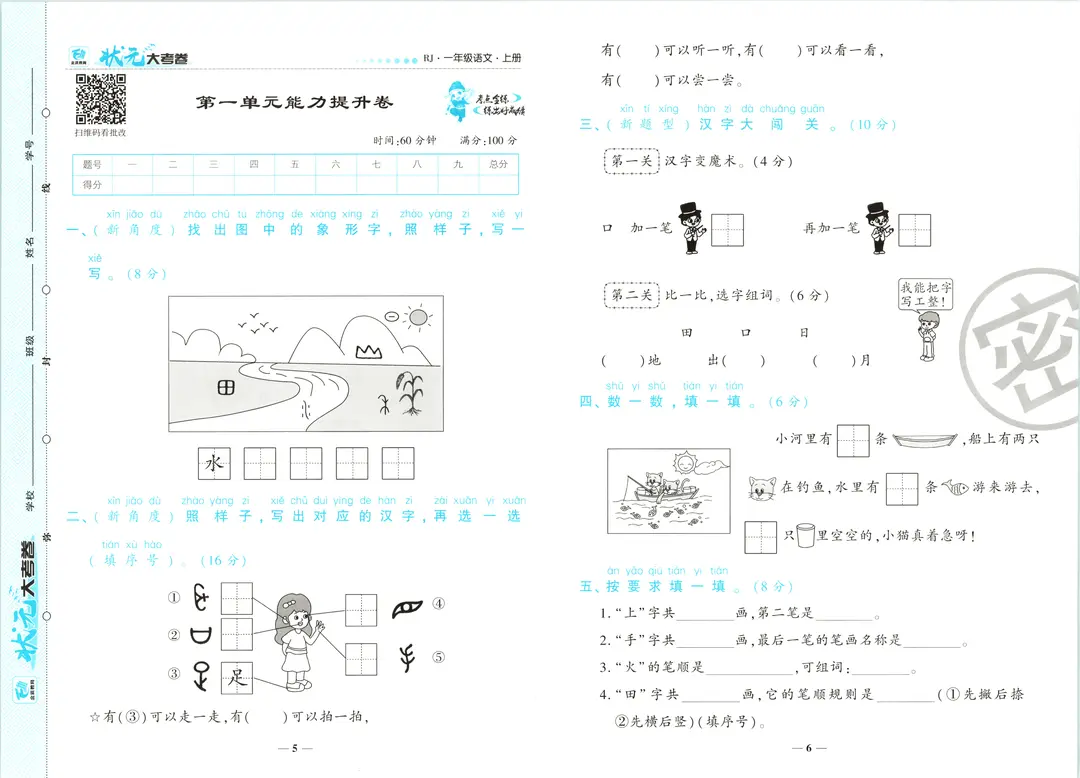 学号
姓名
班级
学校
线
封
弥
状元大考卷
金诺教育
状元大考卷
RJ·一年级语文·上册
扫维码看批改
第一单元能力提升卷
考点全练
练出好成绩
时间:60分钟 满分:100分
题号 一 二 三 四 五 六 七 八 九 总分
得分
xīn jiǎo dù zhǎo chū tú zhōng de xiàng xíng zì zhào yàng zi xiě yi
一、(新角度)找出图中的象形字,照样子,写一
xiě
写。(8分)
水
xīn jiǎo dù zhào yàng zi xiě chū duì yìng de hàn zì zài xuǎn yi xuǎn
二、(新角度)照样子,写出对应的汉字,再选一选
tián xù hào
(填序号)。(16分)
①
②
③ 足
④
⑤
☆有(③)可以走一走,有( )可以拍一拍,
— 5 —
有( )可以听一听,有( )可以看一看,
有( )可以尝一尝。
xīn tí xíng hàn zì dà chuǎng guān
三、(新题型)汉字大闯关。(10分)
第一关 汉字变魔术。(4分)
口 加一笔 再加一笔
第二关 比一比,选字组词。(6分)
我能把字
写工整!
田 口 日
( )地 出( ) ( )月
密
shǔ yi shǔ tián yi tián
四、数一数,填一填。(6分)
小河里有 条 ,船上有两只
在钓鱼,水里有 条 游来游去,
只 里空空的,小猫真着急呀!
àn yāo qiú tián yi tián
五、按要求填一填。(8分)
1.“上”字共________画,第二笔是________。
2.“手”字共________画,最后一笔的笔画名称是________。
3.“火”的笔顺是____________,可组词:________。
4.“田”字共________画,它的笔顺规则是________(①先撇后捺
②先横后竖)(填序号)。
— 6 —